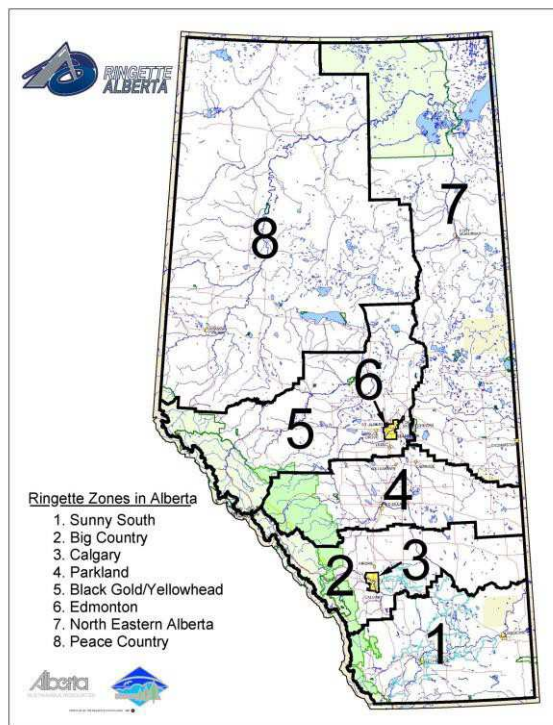 RINGETTE
ALBERTA
8
7
6
5
4
3
2
1
Ringette Zones in Alberta
1. Sunny South
2. Big Country
3. Calgary
4. Parkland
5. Black Gold/Yellowhead
6. Edmonton
7. North Eastern Alberta
8. Peace Country
Alberta